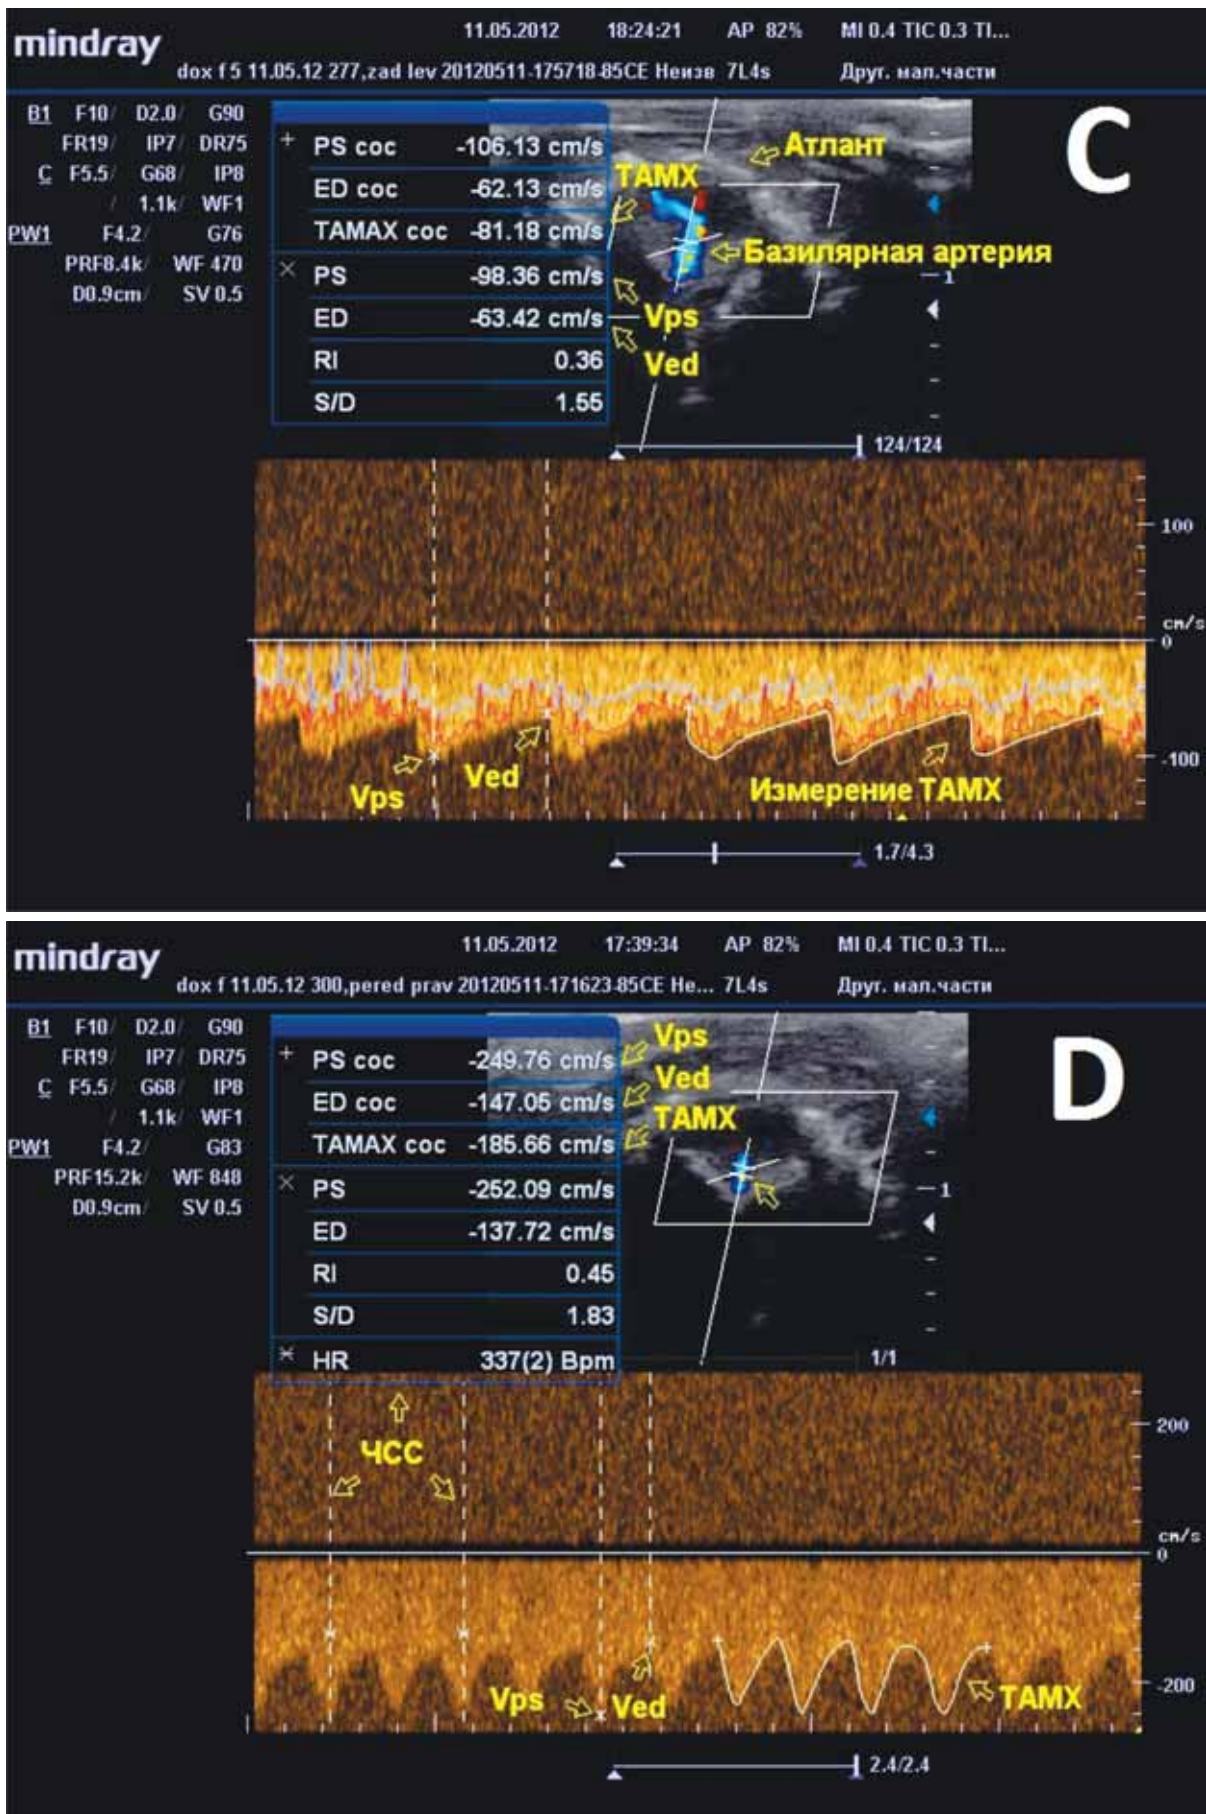 mindray
11.05.2012 18:24:21 AP 82% MI 0.4 TIC 0.3 TI...
dox f 5 11.05.12 277,zad lev 20120511-175718-85CE Неизв 7L4s Друг. мал.части
B1 F10/ D2.0/ G90
FR19/ IP7/ DR75
C F5.5/ G68/ IP8
/ 1.1k/ WF1
PW1 F4.2/ G76
PRF8.4k/ WF 470
D0.9cm/ SV 0.5
+ PS сос -106.13 cm/s
ED сос -62.13 cm/s
TAMAX сос -81.18 cm/s
× PS -98.36 cm/s
ED -63.42 cm/s
RI 0.36
S/D 1.55
C
Атлант
TAMX
Базилярная артерия
1
Vps
Ved
124/124
100
cm/s
0
-100
Vps
Ved
Измерение TAMX
1.7/4.3
mindray
11.05.2012 17:39:34 AP 82% MI 0.4 TIC 0.3 TI...
dox f 11.05.12 300,pered prav 20120511-171623-85CE Не... 7L4s Друг. мал.части
B1 F10/ D2.0/ G90
FR19/ IP7/ DR75
C F5.5/ G68/ IP8
/ 1.1k/ WF1
PW1 F4.2/ G83
PRF15.2k/ WF 848
D0.9cm/ SV 0.5
+ PS сос -249.76 cm/s
ED сос -147.05 cm/s
TAMAX сос -185.66 cm/s
× PS -252.09 cm/s
ED -137.72 cm/s
RI 0.45
S/D 1.83
HR 337(2) Bpm
Vps
Ved
TAMX
D
1
1/1
ЧСС
200
cm/s
0
-200
Vps
Ved
TAMX
2.4/2.4